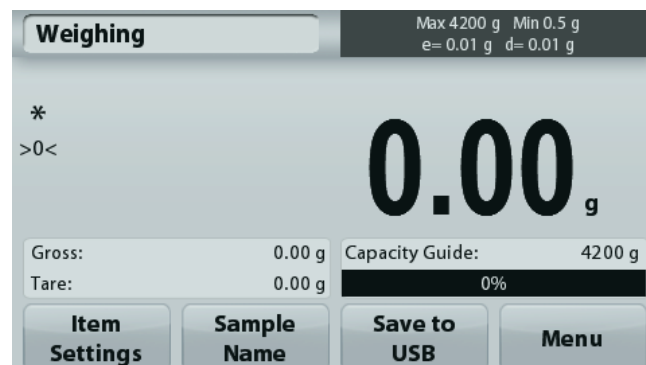 Weighing
Max 4200 g Min 0.5 g
e= 0.01 g d= 0.01 g
*
>0<
0.00 g
Gross: 0.00 g
Tare: 0.00 g
Capacity Guide: 4200 g
0%
Item
Settings
Sample
Name
Save to
USB
Menu